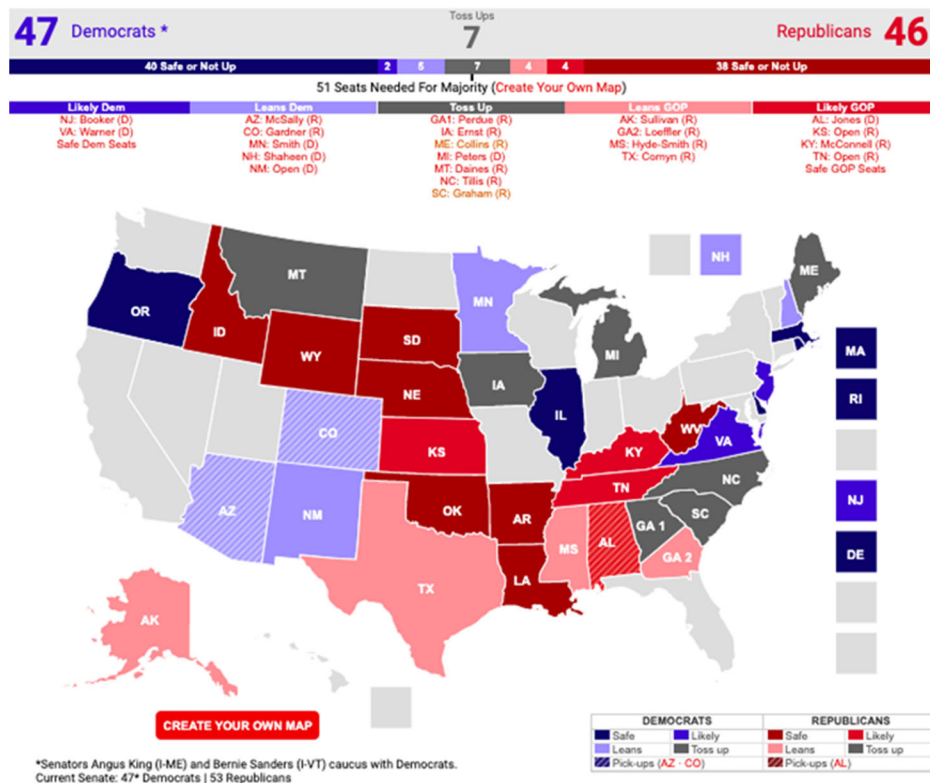 47 Democrats *
Toss Ups
7
Republicans 46
40 Safe or Not Up
2
5
7
4
4
38 Safe or Not Up
51 Seats Needed For Majority (Create Your Own Map)
Likely Dem
NJ: Booker (D)
VA: Warner (D)
Safe Dem Seats
Leans Dem
AZ: McSally (R)
CO: Gardner (R)
MN: Smith (D)
NH: Shaheen (D)
NM: Open (D)
Toss Up
GA1: Perdue (R)
IA: Ernst (R)
ME: Collins (R)
MI: Peters (D)
MT: Daines (R)
NC: Tillis (R)
SC: Graham (R)
Leans GOP
AK: Sullivan (R)
GA2: Loeffler (R)
MS: Hyde-Smith (R)
TX: Cornyn (R)
Likely GOP
AL: Jones (D)
KS: Open (R)
KY: McConnell (R)
TN: Open (R)
Safe GOP Seats
MT
NH
ME
MN
OR
ID
SD
WY
MI
MA
IA
NE
RI
IL
CO
WV
VA
KS
KY
NC
NJ
TN
AZ
NM
OK
AR
SC
GA 1
DE
MS
AL
GA 2
LA
TX
AK
CREATE YOUR OWN MAP
DEMOCRATS
Safe
Likely
Leans
Toss up
Pick-ups (AZ · CO)
REPUBLICANS
Safe
Likely
Leans
Toss up
Pick-ups (AL)
*Senators Angus King (I-ME) and Bernie Sanders (I-VT) caucus with Democrats.
Current Senate: 47* Democrats | 53 Republicans